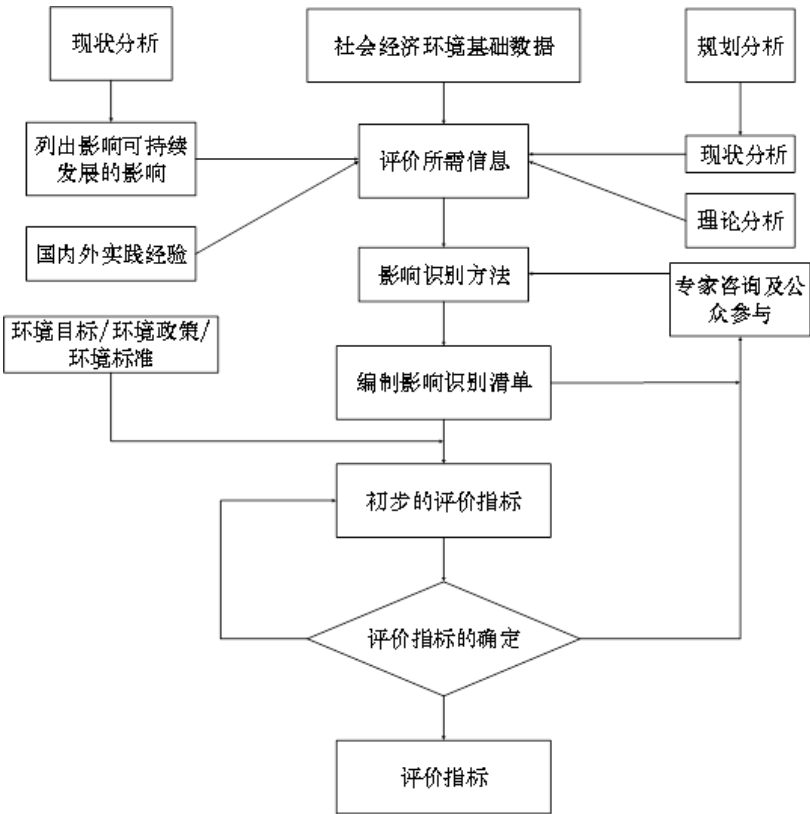 现状分析
社会经济环境基础数据
规划分析
列出影响可持续
发展的影响
评价所需信息
现状分析
国内外实践经验
理论分析
影响识别方法
专家咨询及公
众参与
环境目标/环境政策/
环境标准
编制影响识别清单
初步的评价指标
评价指标的确定
评价指标